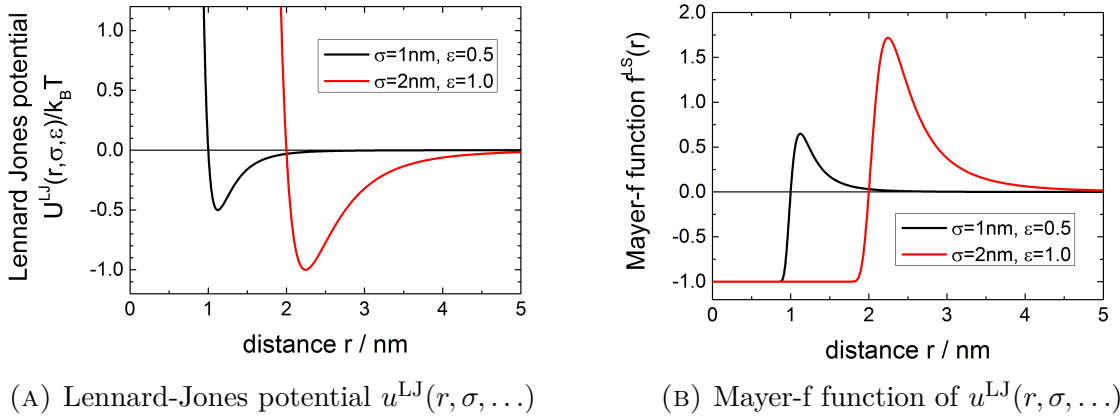 Lennard Jones potential
U^LJ(r,σ,ε)/k_BT
1.0
0.5
0.0
-0.5
-1.0
0 1 2 3 4 5
distance r / nm
σ=1nm, ε=0.5
σ=2nm, ε=1.0
(A) Lennard-Jones potential u^LJ(r, σ, . . .)
Mayer-f function f^LS(r)
2.0
1.5
1.0
0.5
0.0
-0.5
-1.0
0 1 2 3 4 5
distance r / nm
σ=1nm, ε=0.5
σ=2nm, ε=1.0
(B) Mayer-f function of u^LJ(r, σ, . . .)